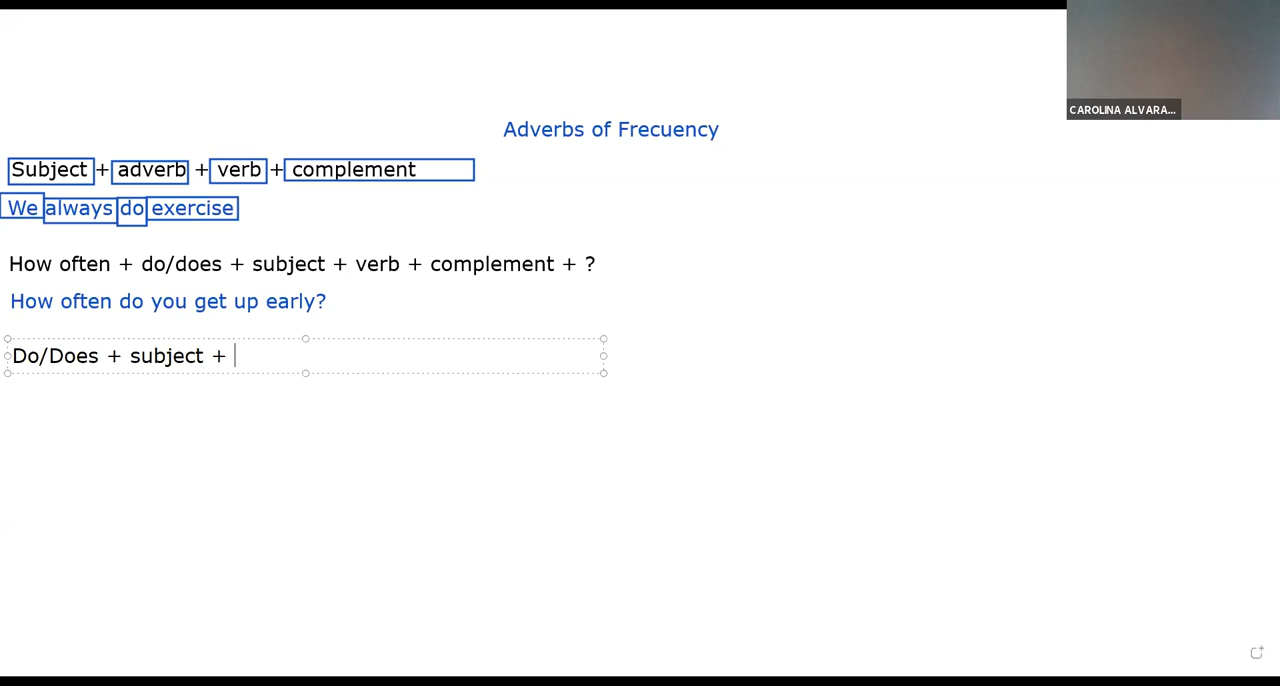 CAROLINA ALVARA...
Adverbs of Frecuency
Subject + adverb + verb + complement
We always do exercise
How often + do/does + subject + verb + complement + ?
How often do you get up early?
Do/Does + subject +